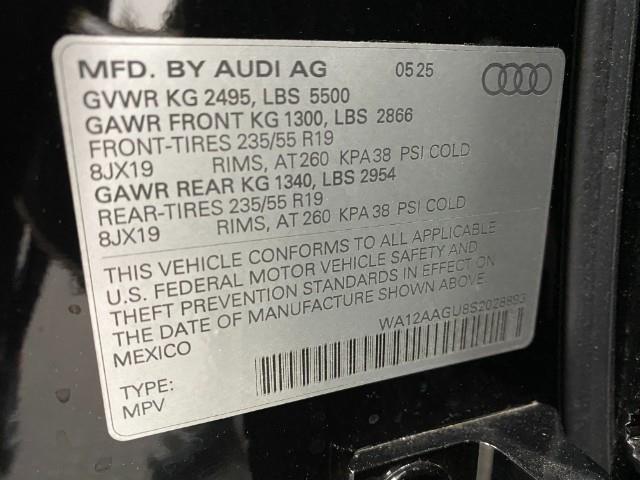 MFD. BY AUDI AG 05 25
GVWR KG 2495, LBS 5500
GAWR FRONT KG 1300, LBS 2866
FRONT-TIRES 235/55 R19
8JX19 RIMS, AT 260 KPA 38 PSI COLD
GAWR REAR KG 1340, LBS 2954
REAR-TIRES 235/55 R19
8JX19 RIMS, AT 260 KPA 38 PSI COLD
THIS VEHICLE CONFORMS TO ALL APPLICABLE
U.S. FEDERAL MOTOR VEHICLE SAFETY AND
THEFT PREVENTION STANDARDS IN EFFECT ON
THE DATE OF MANUFACTURE SHOWN ABOVE
MEXICO WA12AAGU8S2028893
TYPE:
MPV